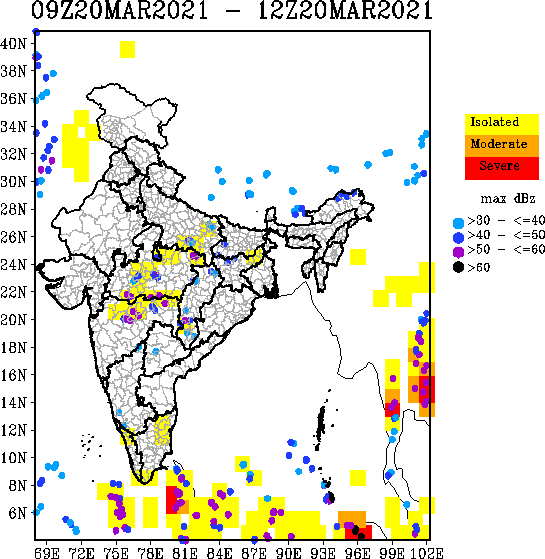 09Z20MAR2021 - 12Z20MAR2021
40N
38N
36N
34N
32N
30N
28N
26N
24N
22N
20N
18N
16N
14N
12N
10N
8N
6N
69E 72E 75E 78E 81E 84E 87E 90E 93E 96E 99E 102E
Isolated
Moderate
Severe
max dBz
>30 - <=40
>40 - <=50
>50 - <=60
>60